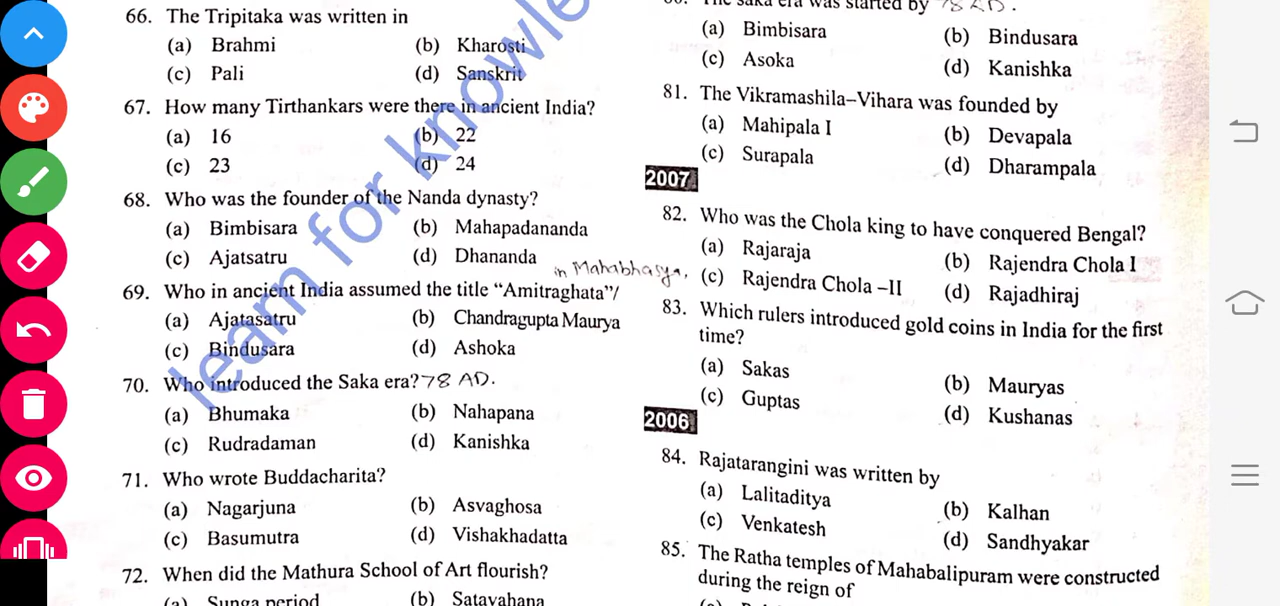 66. The Tripitaka was written in
(a) Brahmi (b) Kharosti
(c) Pali (d) Sanskrit
67. How many Tirthankars were there in ancient India?
(a) 16 (b) 22
(c) 23 (d) 24
68. Who was the founder of the Nanda dynasty?
(a) Bimbisara (b) Mahapadananda
(c) Ajatsatru (d) Dhananda
in Mahabhasya,
69. Who in ancient India assumed the title “Amitraghata”/
(a) Ajatasatru (b) Chandragupta Maurya
(c) Bindusara (d) Ashoka
70. Who introduced the Saka era? 78 AD.
(a) Bhumaka (b) Nahapana
(c) Rudradaman (d) Kanishka
71. Who wrote Buddacharita?
(a) Nagarjuna (b) Asvaghosa
(c) Basumutra (d) Vishakhadatta
72. When did the Mathura School of Art flourish?
(a) Sunga period (b) Satavahana
saka era was started by 78 AD.
(a) Bimbisara (b) Bindusara
(c) Asoka (d) Kanishka
81. The Vikramashila–Vihara was founded by
(a) Mahipala I (b) Devapala
(c) Surapala (d) Dharampala
2007
82. Who was the Chola king to have conquered Bengal?
(a) Rajaraja (b) Rajendra Chola I
(c) Rajendra Chola –II (d) Rajadhiraj
83. Which rulers introduced gold coins in India for the first
time?
(a) Sakas (b) Mauryas
(c) Guptas (d) Kushanas
2006
84. Rajatarangini was written by
(a) Lalitaditya (b) Kalhan
(c) Venkatesh (d) Sandhyakar
85. The Ratha temples of Mahabalipuram were constructed
during the reign of
learn for knowle